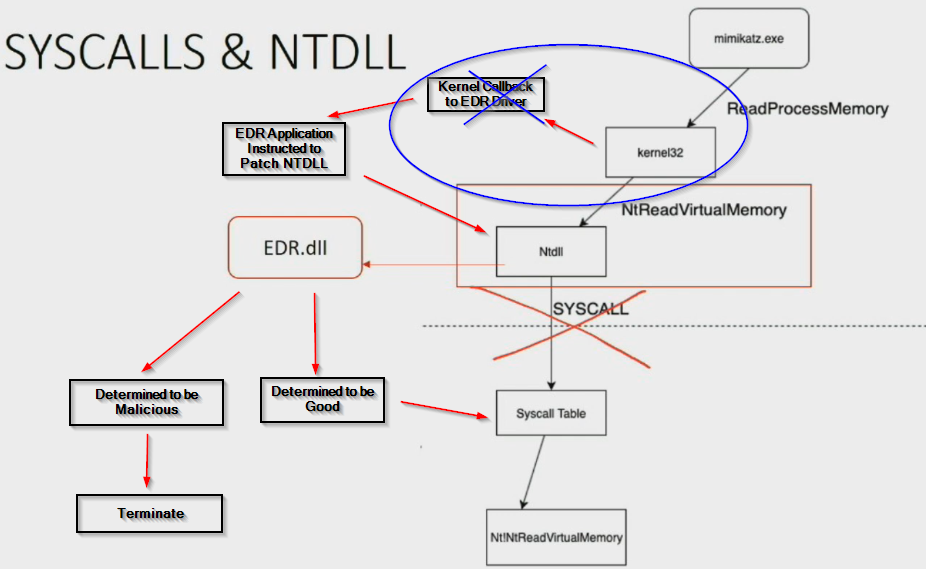 SYSCALLS & NTDLL
mimikatz.exe
Kernel Callback
to EDR Driver
ReadProcessMemory
EDR Application
Instructed to
Patch NTDLL
kernel32
NtReadVirtualMemory
EDR.dll
Ntdll
SYSCALL
Determined to be
Malicious
Determined to be
Good
Syscall Table
Terminate
Nt!NtReadVirtualMemory